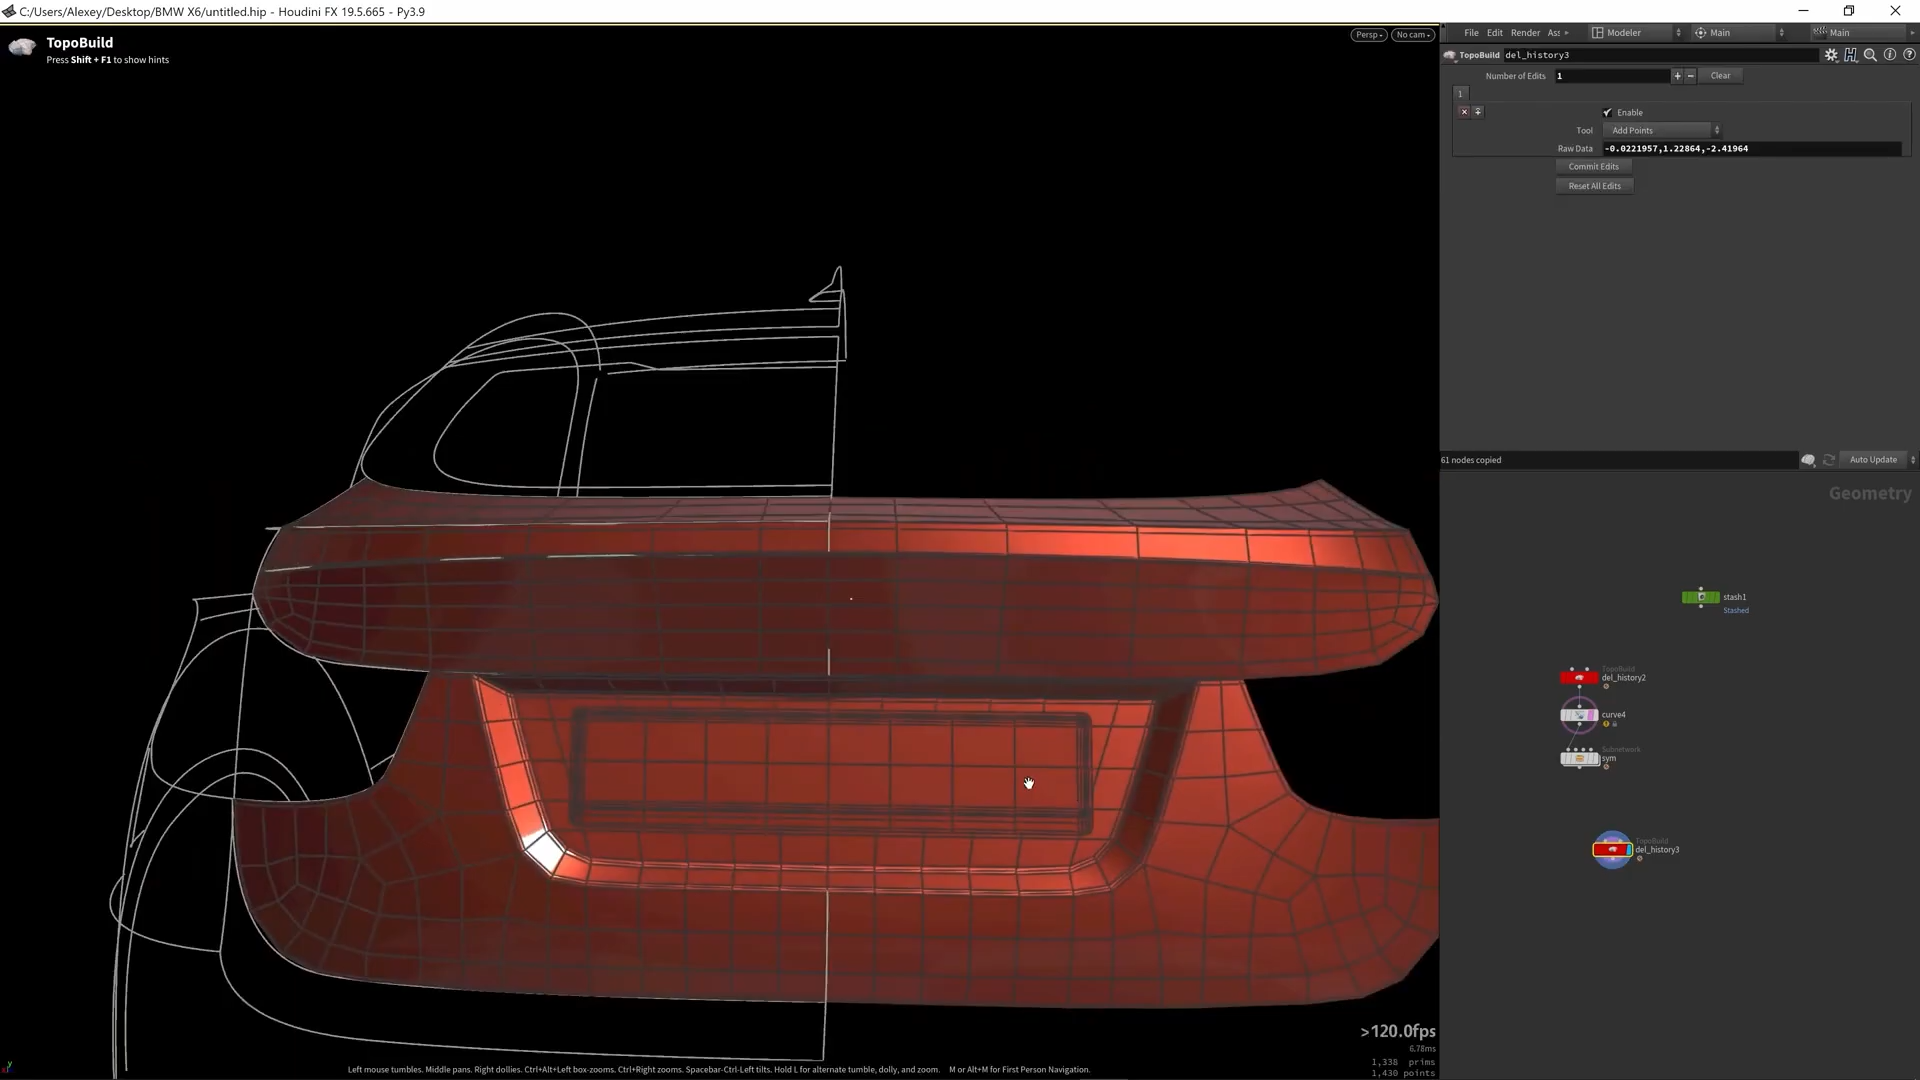 C:/Users/Alexey/Desktop/BMW X6/untitled.hip - Houdini FX 19.5.665 - Py3.9
TopoBuild
Press Shift + F1 to show hints
Persp
No cam
File Edit Render Ass
Modeler
Main
Main
TopoBuild del_history3
Number of Edits 1
Clear
1
Enable
Tool Add Points
Raw Data -0.0221957,1.22864,-2.41964
Commit Edits
Reset All Edits
61 nodes copied
Auto Update
Geometry
stash1
Stashed
TopoBuild
del_history2
curve4
Subnetwork
sym
TopoBuild
del_history3
>120.0fps
6.78ms
1,338 prims
1,430 points
Left mouse tumbles. Middle pans. Right dollies. Ctrl+Alt+Left box-zooms. Ctrl+Right zooms. Spacebar-Ctrl-Left tilts. Hold L for alternate tumble, dolly, and zoom. M or Alt+M for First Person Navigation.